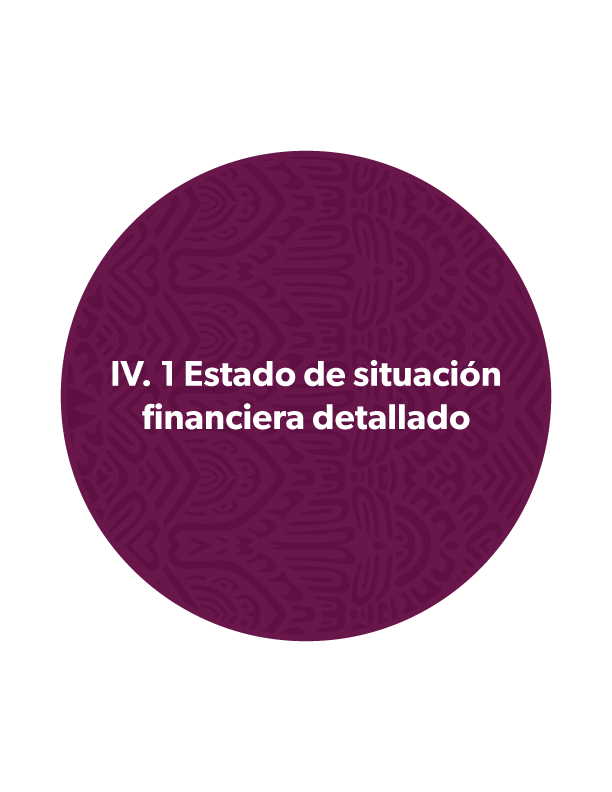 IV. 1 Estado de situación
financiera detallado